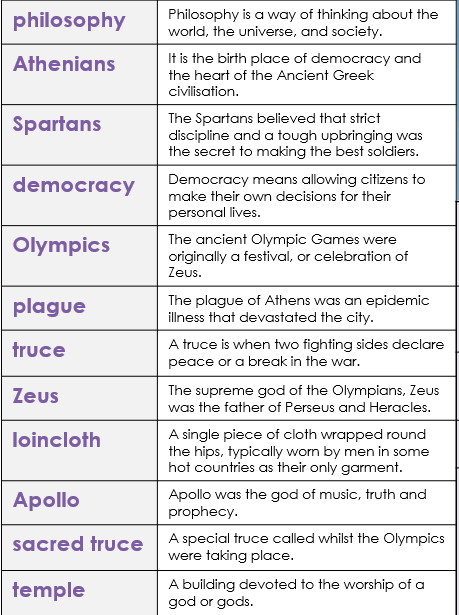 philosophy
Philosophy is a way of thinking about the
world, the universe, and society.
Athenians
It is the birth place of democracy and
the heart of the Ancient Greek
civilisation.
Spartans
The Spartans believed that strict
discipline and a tough upbringing was
the secret to making the best soldiers.
democracy
Democracy means allowing citizens to
make their own decisions for their
personal lives.
Olympics
The ancient Olympic Games were
originally a festival, or celebration of
Zeus.
plague
The plague of Athens was an epidemic
illness that devastated the city.
truce
A truce is when two fighting sides declare
peace or a break in the war.
Zeus
The supreme god of the Olympians, Zeus
was the father of Perseus and Heracles.
loincloth
A single piece of cloth wrapped round
the hips, typically worn by men in some
hot countries as their only garment.
Apollo
Apollo was the god of music, truth and
prophecy.
sacred truce
A special truce called whilst the Olympics
were taking place.
temple
A building devoted to the worship of a
god or gods.